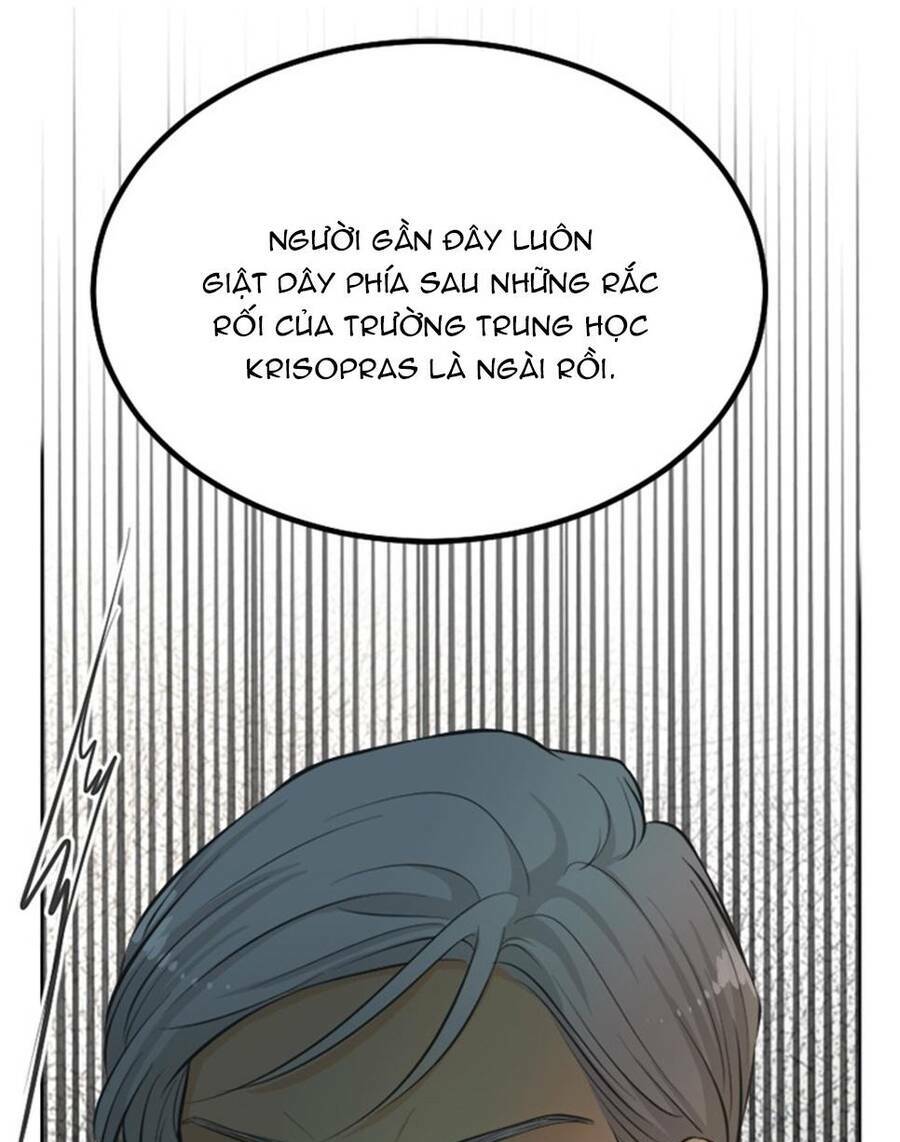 NGƯỜI GẦN ĐÂY LUÔN
GIẬT DÂY PHÍA SAU NHỮNG RẮC
RỐI CỦA TRƯỜNG TRUNG HỌC
KRISOPRAS LÀ NGÀI RỒI.